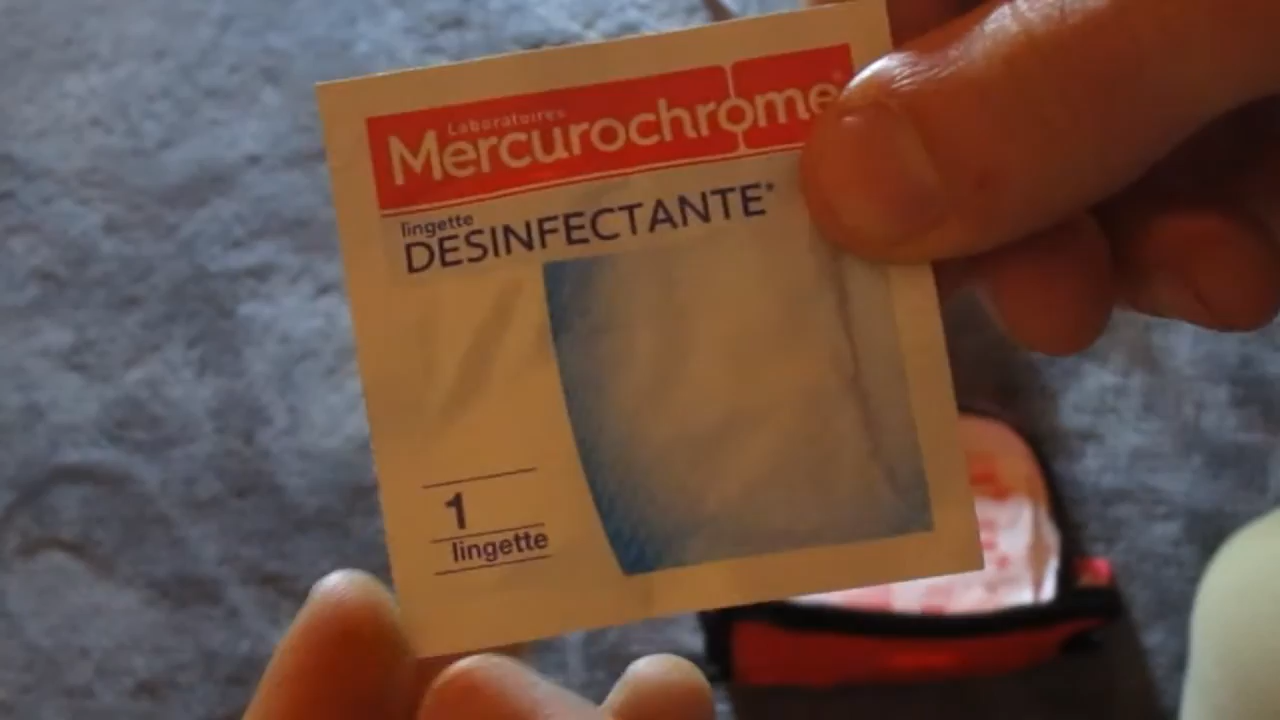 Laboratoires
Mercurochrome®
lingette
DESINFECTANTE*
1
lingette